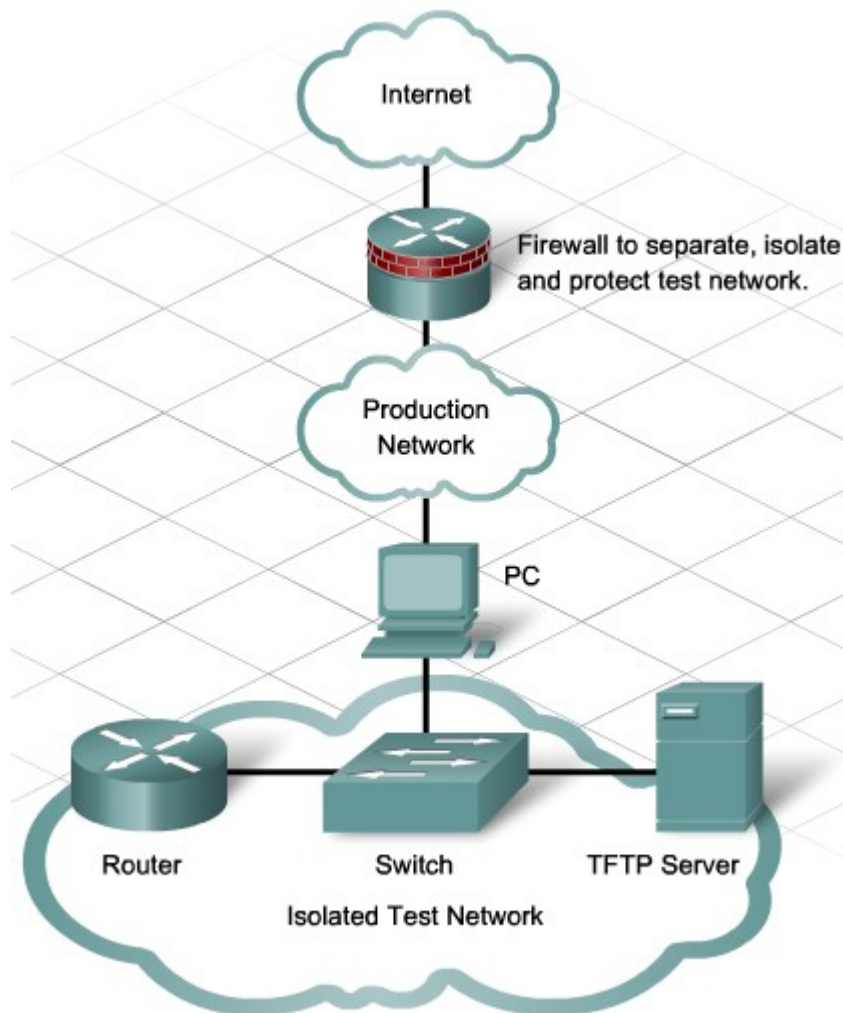 Internet
Firewall to separate, isolate
and protect test network.
Production
Network
PC
Router
Switch
TFTP Server
Isolated Test Network